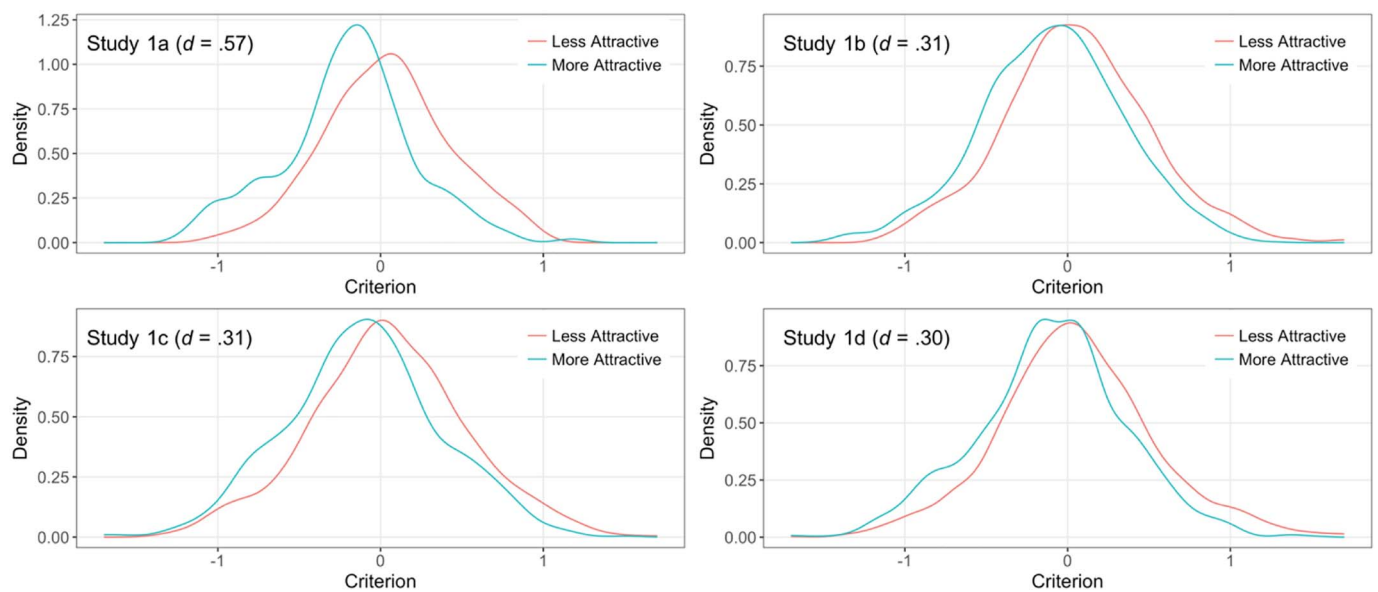 Study 1a (d = .57)
Less Attractive
More Attractive
1.25
1.00
0.75
0.50
0.25
0.00
Density
-1
0
1
Criterion
Study 1b (d = .31)
Less Attractive
More Attractive
0.75
0.50
0.25
0.00
Density
-1
0
1
Criterion
Study 1c (d = .31)
Less Attractive
More Attractive
0.75
0.50
0.25
0.00
Density
-1
0
1
Criterion
Study 1d (d = .30)
Less Attractive
More Attractive
0.75
0.50
0.25
0.00
Density
-1
0
1
Criterion